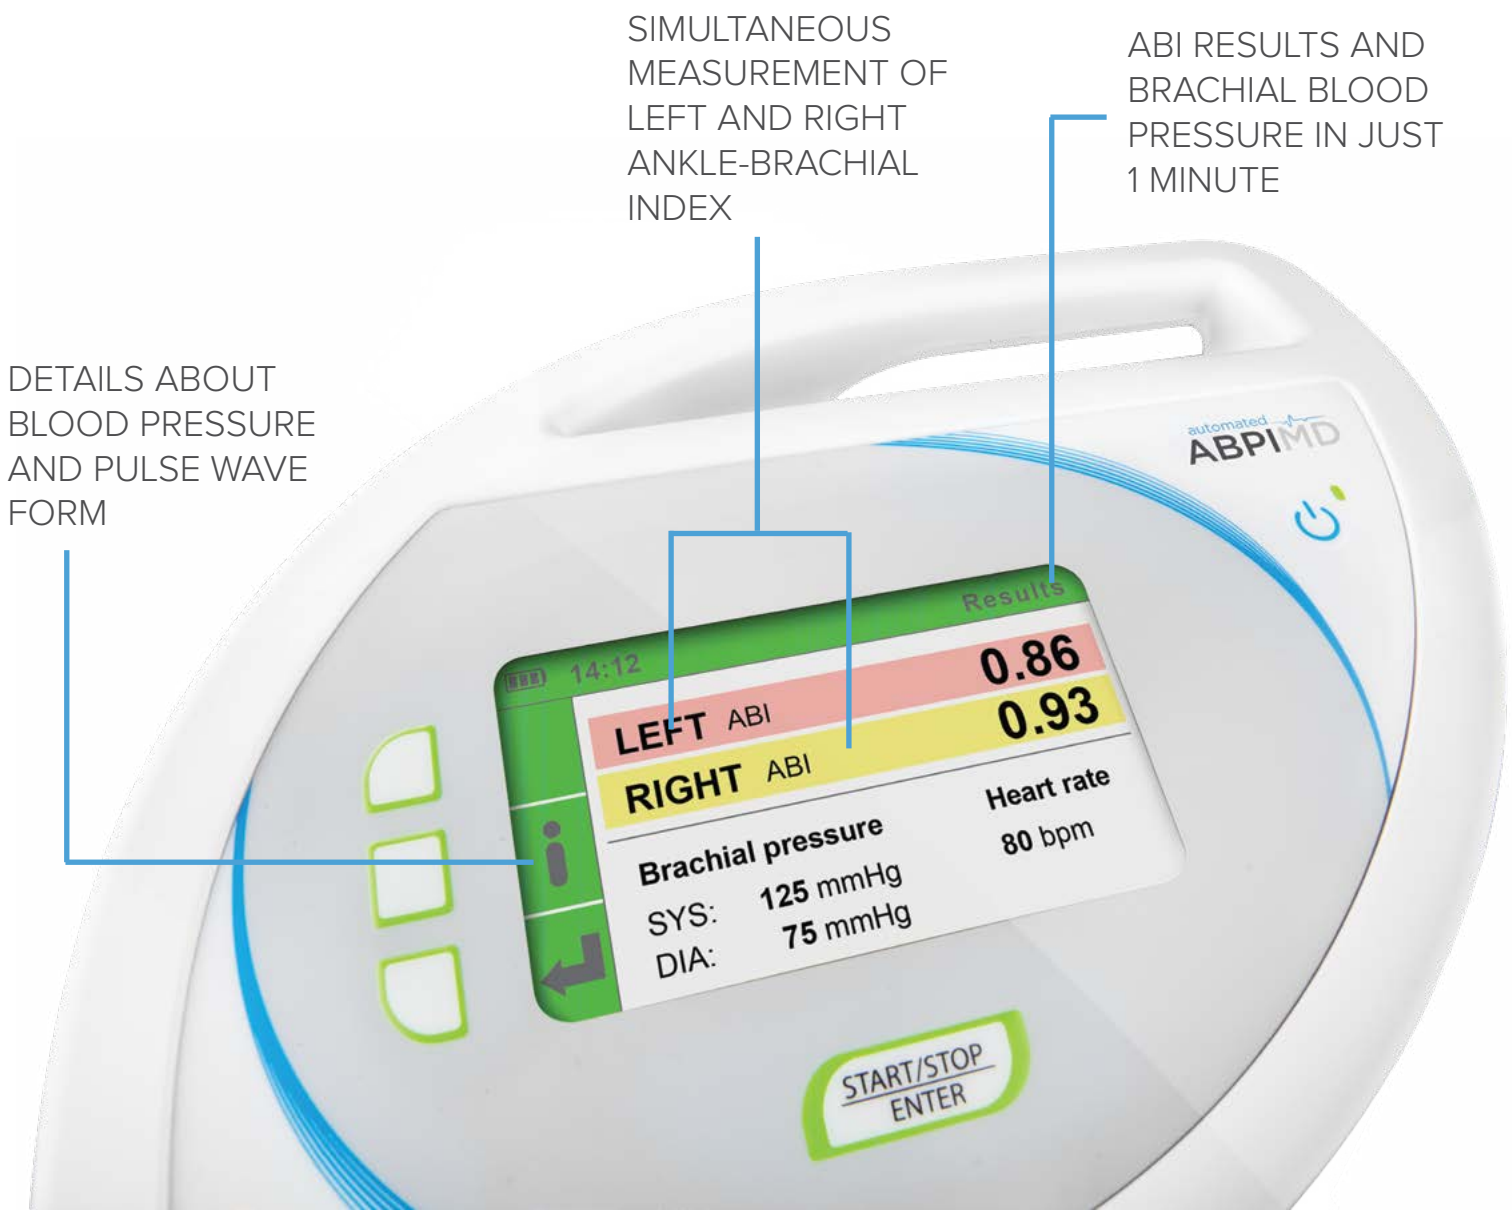 SIMULTANEOUS
MEASUREMENT OF
LEFT AND RIGHT
ANKLE-BRACHIAL
INDEX
ABI RESULTS AND
BRACHIAL BLOOD
PRESSURE IN JUST
1 MINUTE
DETAILS ABOUT
BLOOD PRESSURE
AND PULSE WAVE
FORM
automated
ABPIMD
14:12 Results
LEFT ABI 0.86
RIGHT ABI 0.93
Brachial pressure Heart rate
SYS: 125 mmHg 80 bpm
DIA: 75 mmHg
i
START/STOP
ENTER